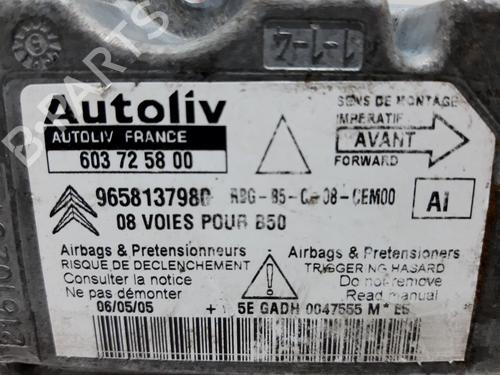 B-PARTS
Autoliv
SENS DE MONTAGE
IMPERATIF
AUTOLIV FRANCE
AVANT
603 72 58 00
FORWARD
9658137980
AI
08 VOIES POUR B50
Airbags & Pretensionneurs
Airbags & Pretensioners
RISQUE DE DECLENCHEMENT
TRIGGERING HASARD
Consulter la notice
Do not remove
Ne pas démonter
Read manual
06/05/05
5E GADH 0047555 M*